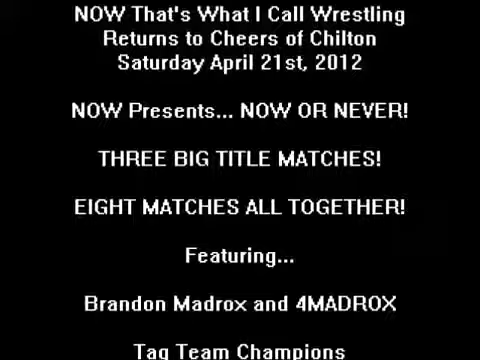 NOW That's What I Call Wrestling
Returns to Cheers of Chilton
Saturday April 21st, 2012
NOW Presents... NOW OR NEVER!
THREE BIG TITLE MATCHES!
EIGHT MATCHES ALL TOGETHER!
Featuring...
Brandon Madrox and 4MADROX
Tag Team Champions